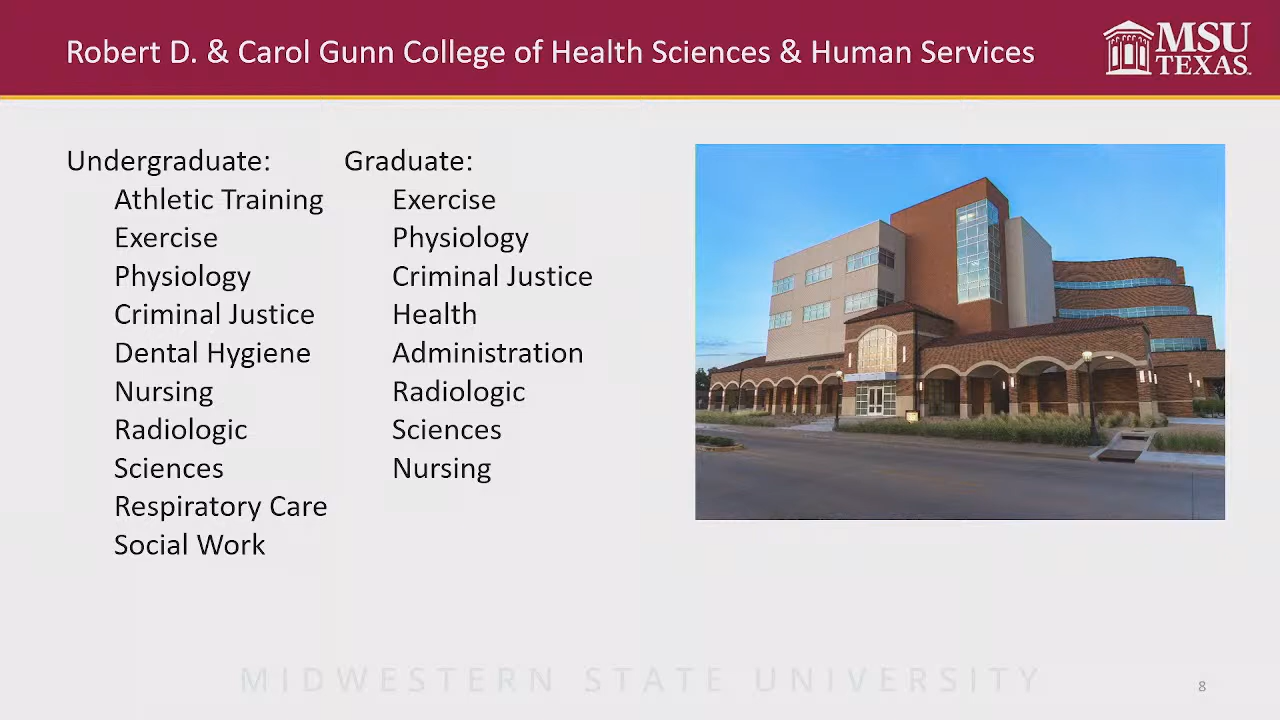 Robert D. & Carol Gunn College of Health Sciences & Human Services
MSU
TEXAS
Undergraduate:
Athletic Training
Exercise
Physiology
Criminal Justice
Dental Hygiene
Nursing
Radiologic
Sciences
Respiratory Care
Social Work
Graduate:
Exercise
Physiology
Criminal Justice
Health
Administration
Radiologic
Sciences
Nursing
MIDWESTERN STATE UNIVERSITY
8